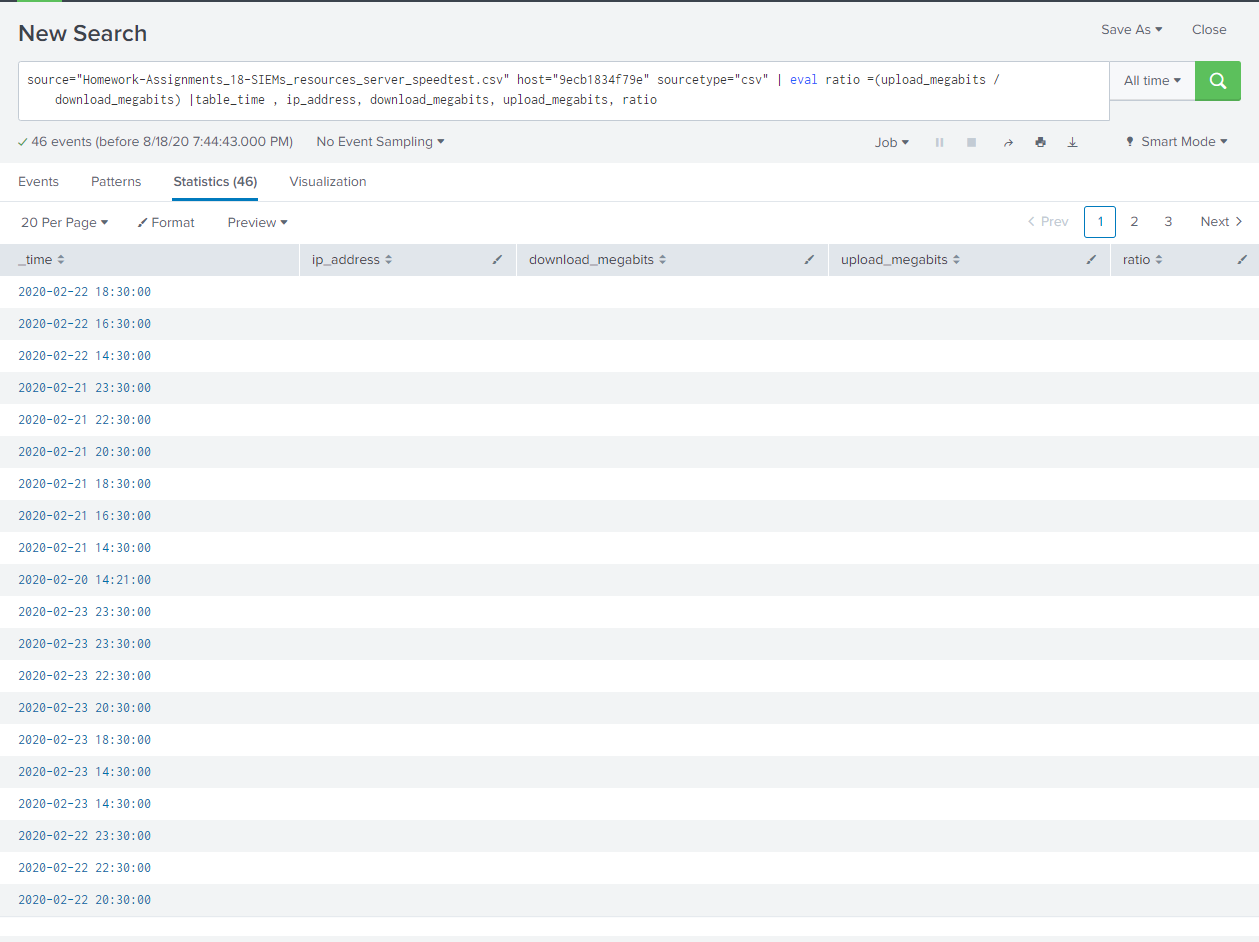 New Search
Save As
Close
source="Homework-Assignments_18-SIEMs_resources_server_speedtest.csv" host="9ecb1834f79e" sourcetype="csv" | eval ratio =(upload_megabits /
download_megabits) |table_time , ip_address, download_megabits, upload_megabits, ratio
All time
✓ 46 events (before 8/18/20 7:44:43.000 PM)
No Event Sampling
Job
Smart Mode
Events
Patterns
Statistics (46)
Visualization
20 Per Page
Format
Preview
< Prev
1
2
3
Next >
_time
ip_address
download_megabits
upload_megabits
ratio
2020-02-22 18:30:00
2020-02-22 16:30:00
2020-02-22 14:30:00
2020-02-21 23:30:00
2020-02-21 22:30:00
2020-02-21 20:30:00
2020-02-21 18:30:00
2020-02-21 16:30:00
2020-02-21 14:30:00
2020-02-20 14:21:00
2020-02-23 23:30:00
2020-02-23 23:30:00
2020-02-23 22:30:00
2020-02-23 20:30:00
2020-02-23 18:30:00
2020-02-23 14:30:00
2020-02-23 14:30:00
2020-02-22 23:30:00
2020-02-22 22:30:00
2020-02-22 20:30:00